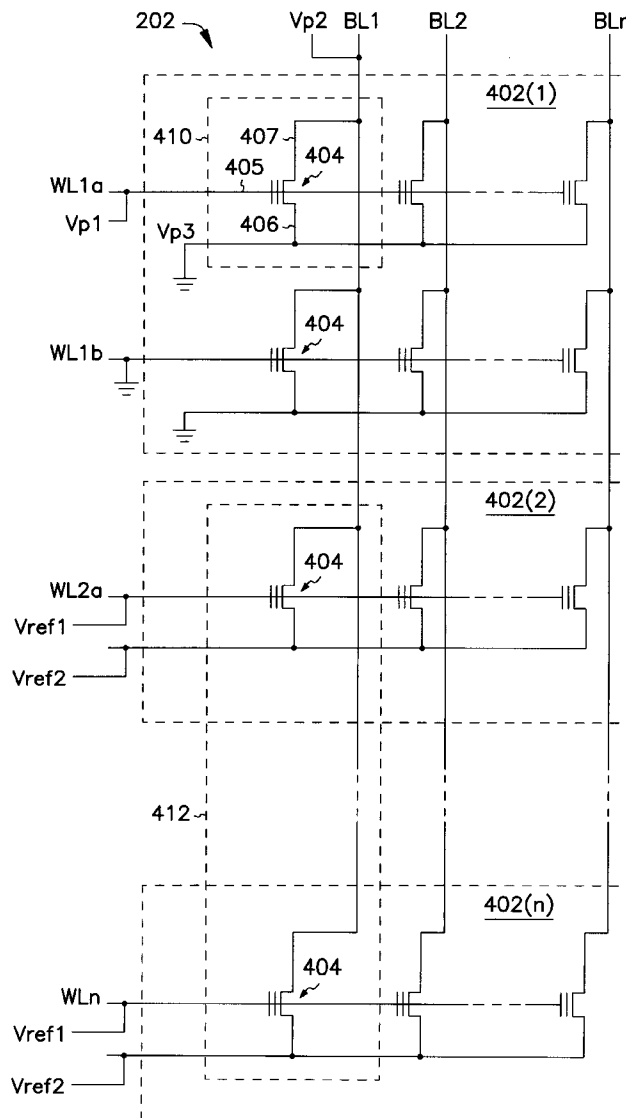 202 Vp2 BL1 BL2 BLn
402(1)
410 407 404
WL1a 405
Vp1 Vp3 406
WL1b 404
402(2)
404
WL2a
Vref1
Vref2
412
402(n)
404
WLn
Vref1
Vref2